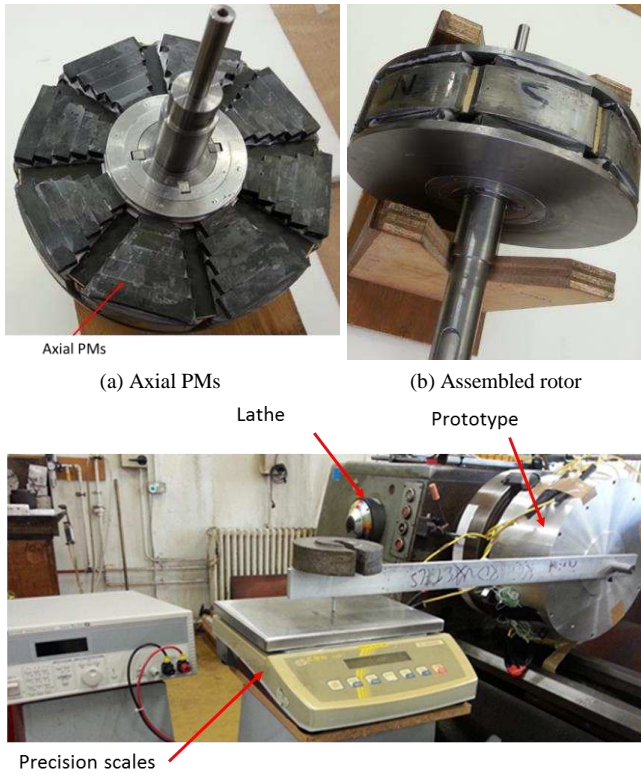 Axial PMs
(a) Axial PMs
(b) Assembled rotor
Lathe
Prototype
N
S
Precision scales